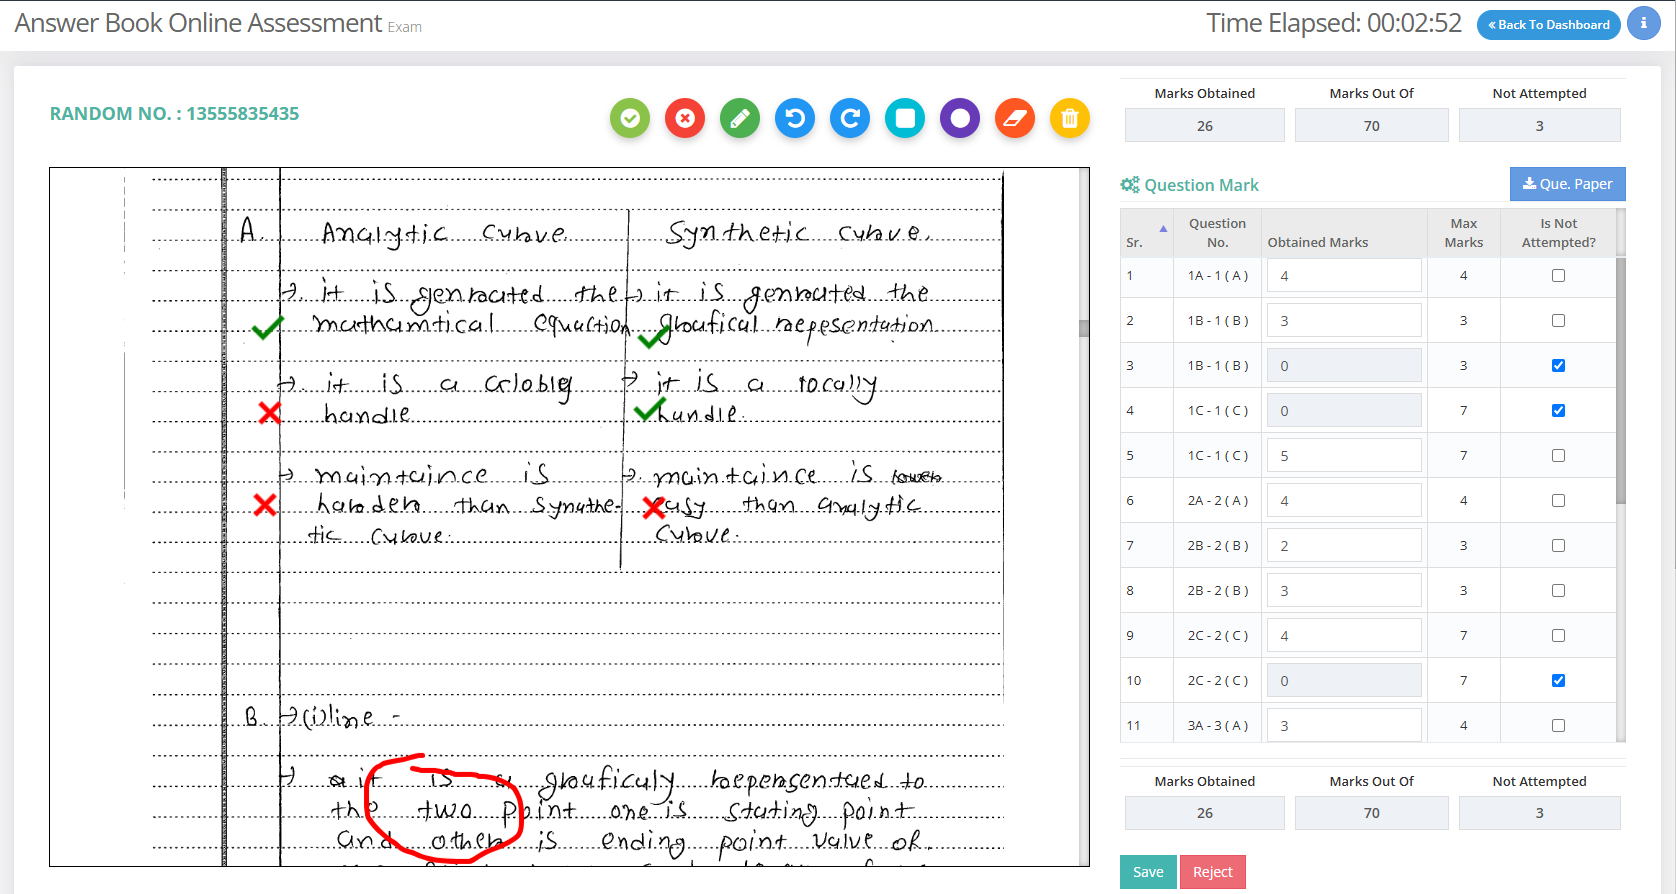 Answer Book Online Assessment Exam
Time Elapsed: 00:02:52
« Back To Dashboard
i
RANDOM NO. : 13555835435
A. Analytic curve.
Synthetic curve.
→. it is genrated the
mathamtical equation
→ it is genrated the
graufical repesentation
→. it is a Globly
handle
→ it is a locally
handle.
→ maintaince is
harder than synthe-
tic curve.
→. maintaince is
easy than analytic
curve.
B. → (i) line -
→ it is a graficaly repersentaed to
the two point one is stating point
and other is ending point value of.
Marks Obtained Marks Out Of Not Attempted
26 70 3
Question Mark
Que. Paper
Sr. Question No. Obtained Marks Max Marks Is Not Attempted?
1 1A - 1 ( A ) 4 4
2 1B - 1 ( B ) 3 3
3 1B - 1 ( B ) 0 3
4 1C - 1 ( C ) 0 7
5 1C - 1 ( C ) 5 7
6 2A - 2 ( A ) 4 4
7 2B - 2 ( B ) 2 3
8 2B - 2 ( B ) 3 3
9 2C - 2 ( C ) 4 7
10 2C - 2 ( C ) 0 7
11 3A - 3 ( A ) 3 4
Marks Obtained Marks Out Of Not Attempted
26 70 3
Save Reject